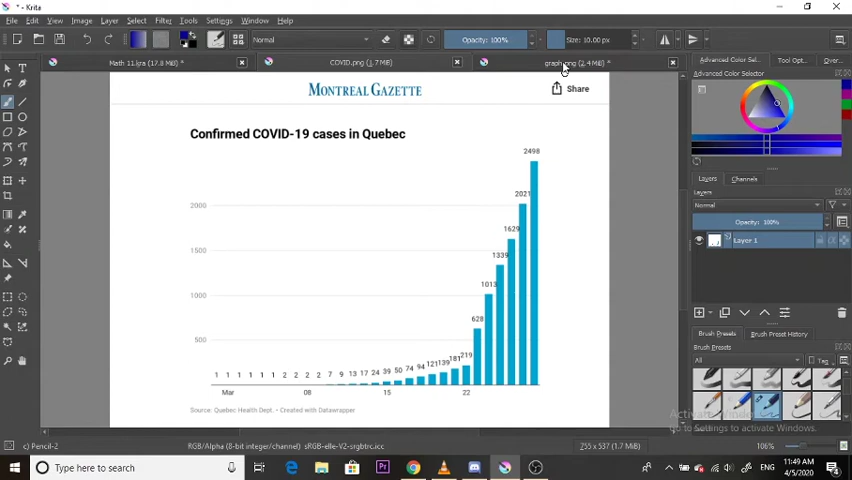 * - Krita
File Edit View Image Layer Select Filter Tools Settings Window Help
Normal Opacity: 100% Size: 10.00 px
Math 11.kra (17.8 MiB) * COVID.png (1.7 MiB) graph.png (2.4 MiB) *
Advanced Color Sel... Tool Opt... Over...
Advanced Color Selector
MONTREAL GAZETTE
Share
Confirmed COVID-19 cases in Quebec
2498
2021
2000
1629
1500
1339
1013
1000
628
500
1 1 1 1 1 1 2 2 2 7 9 13 17 24 39 50 74 94 121 139 181 219
Mar 08 15 22
Source: Quebec Health Dept. • Created with Datawrapper
Layers Channels
Layers
Normal
Opacity: 100%
Layer 1
Brush Presets Brush Preset History
Brush Presets
All Tag
Activate Windows
Go to Settings to activate Windows.
c) Pencil-2 RGB/Alpha (8-bit integer/channel) sRGB-elle-V2-srgbtrc.icc 755 x 537 (1.7 MiB) 106%
Type here to search
ENG
11:49 AM
4/5/2020
4